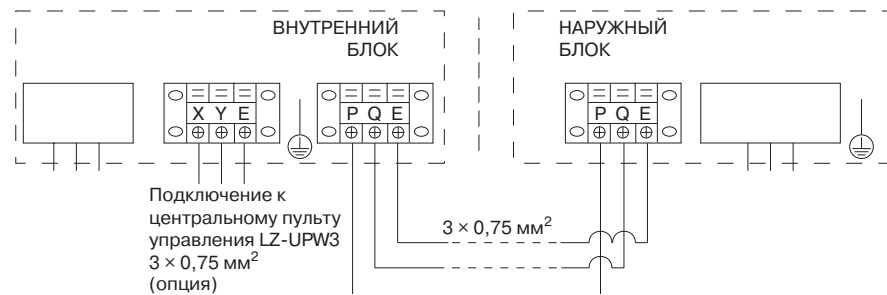 ВНУТРЕННИЙ
БЛОК
НАРУЖНЫЙ
БЛОК
X Y E
P Q E
P Q E
Подключение к
центральному пульту
управления LZ-UPW3
3 × 0,75 мм²
(опция)
3 × 0,75 мм²